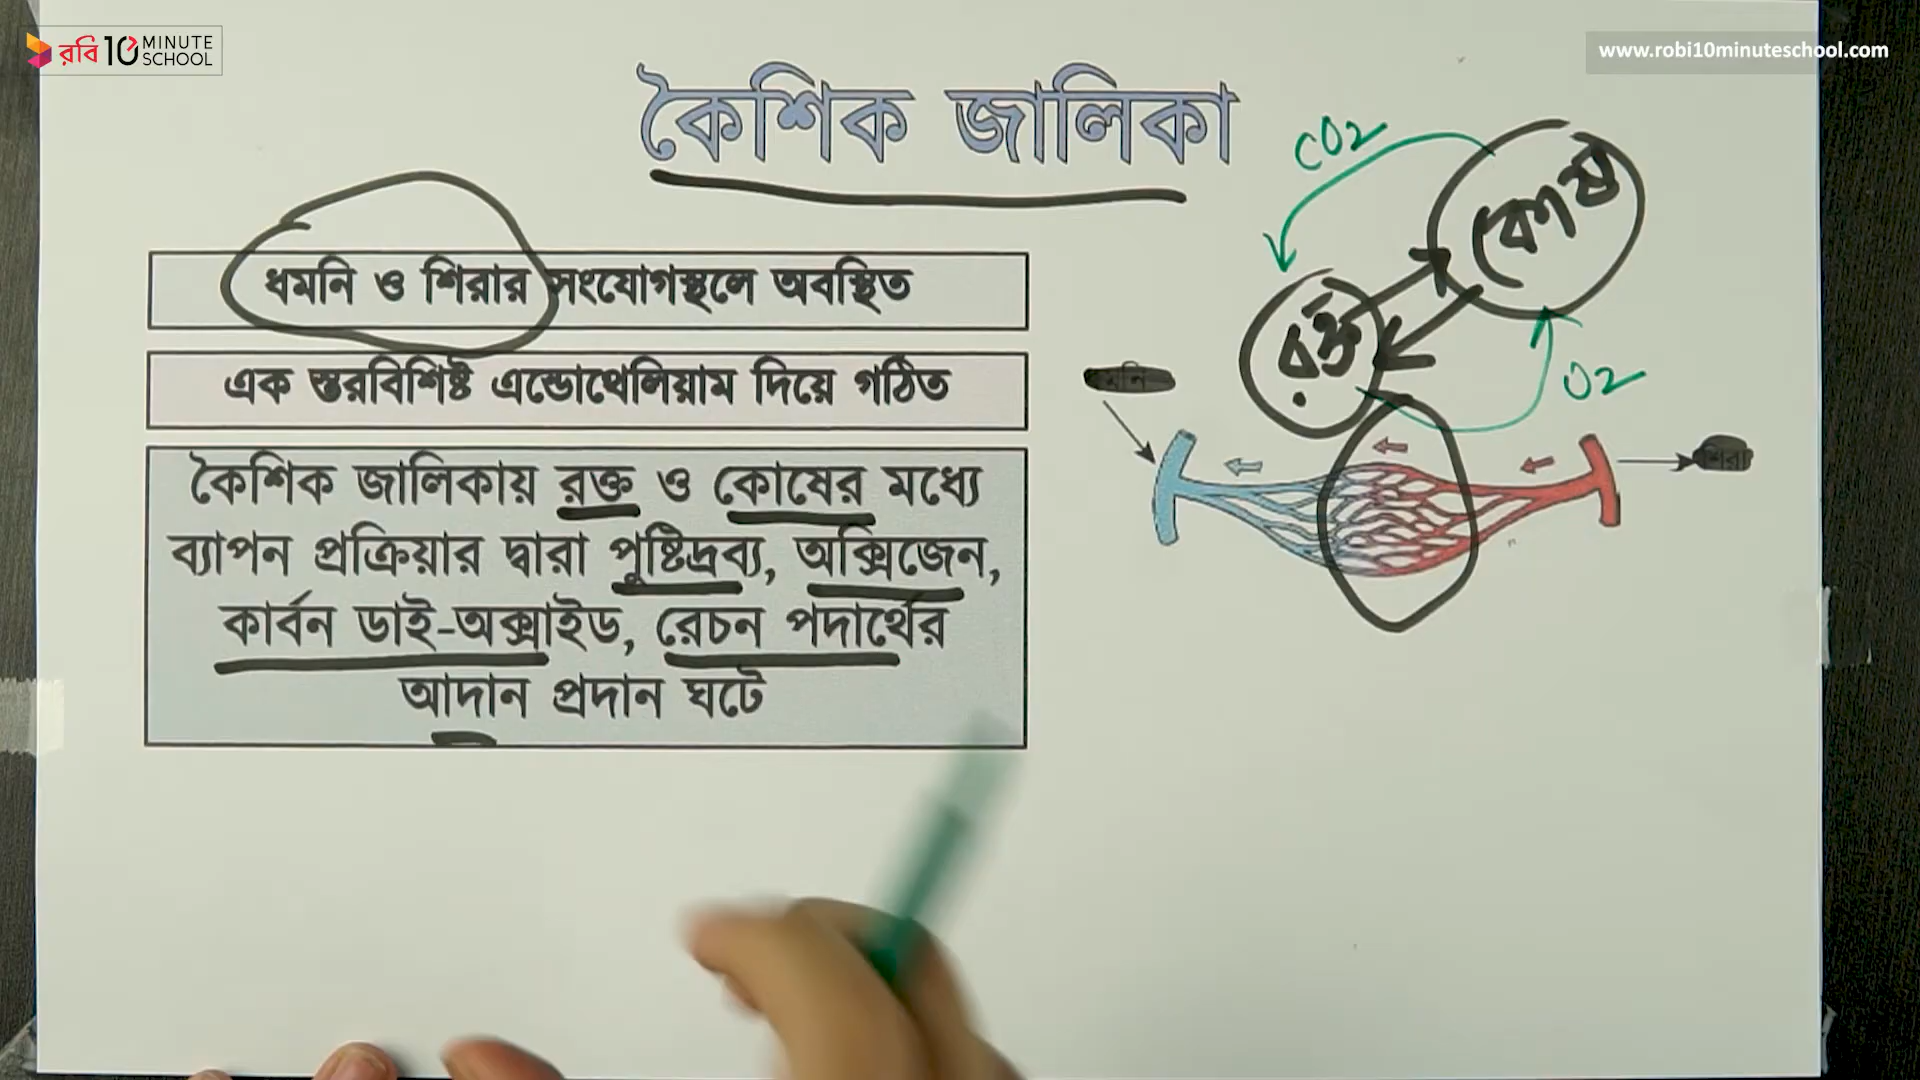 রবি 10 MINUTE SCHOOL
www.robi10minuteschool.com
কৈশিক জালিকা
CO2
কোষ
রক্ত
O2
ধমনি ও শিরার সংযোগস্থলে অবস্থিত
এক স্তরবিশিষ্ট এন্ডোথেলিয়াম দিয়ে গঠিত
কৈশিক জালিকায় রক্ত ও কোষের মধ্যে
ব্যাপন প্রক্রিয়ার দ্বারা পুষ্টিদ্রব্য, অক্সিজেন,
কার্বন ডাই-অক্সাইড, রেচন পদার্থের
আদান প্রদান ঘটে
শিরা